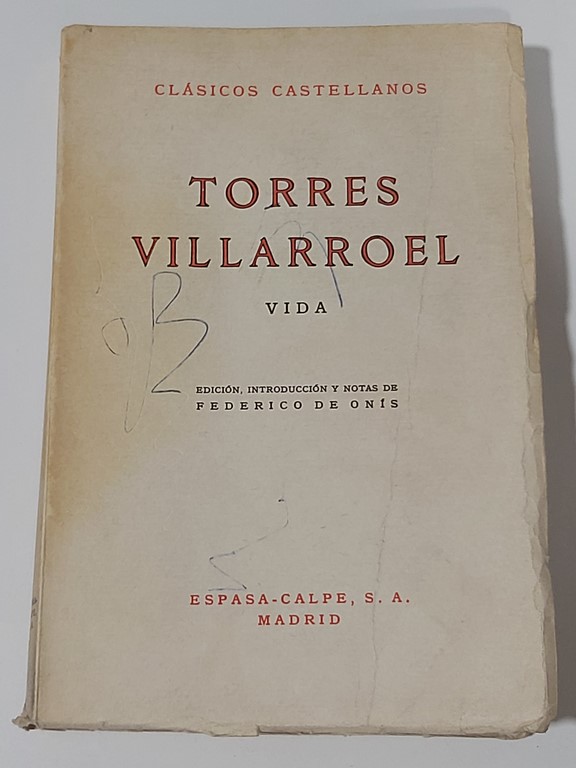 CLÁSICOS CASTELLANOS
TORRES
VILLARROEL
VIDA
EDICIÓN, INTRODUCCIÓN Y NOTAS DE
FEDERICO DE ONÍS
ESPASA-CALPE, S. A.
MADRID